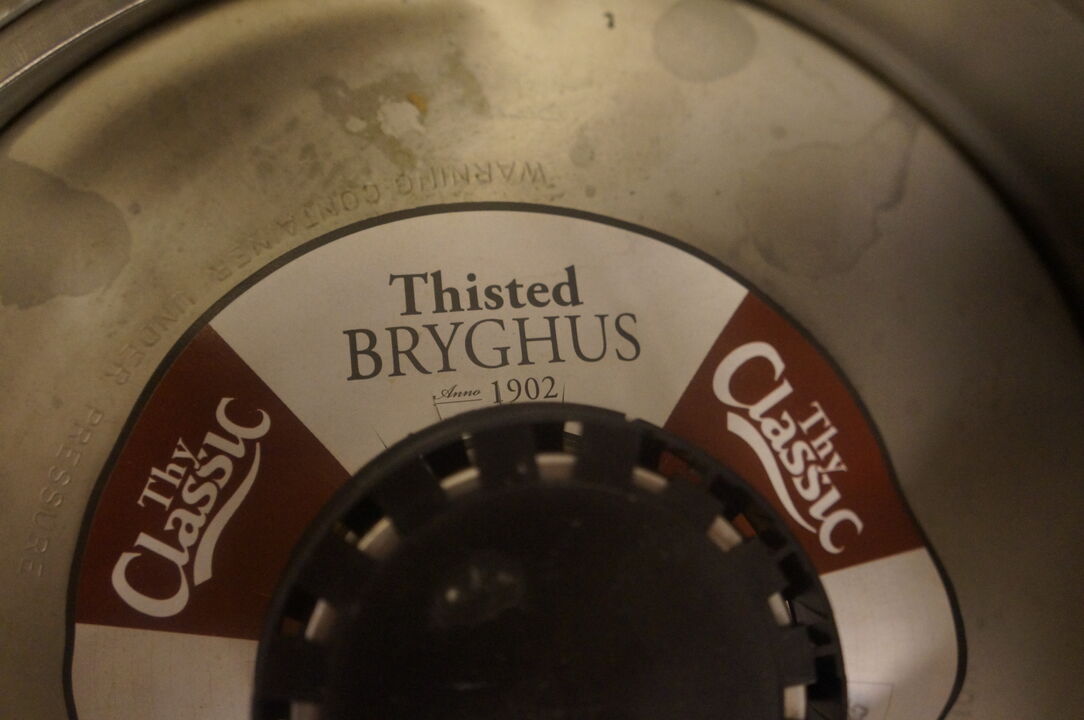 WARNING CONTAINER UNDER PRESSURE
Thisted
BRYGHUS
Anno 1902
Thy
Classic
Thy
Classic